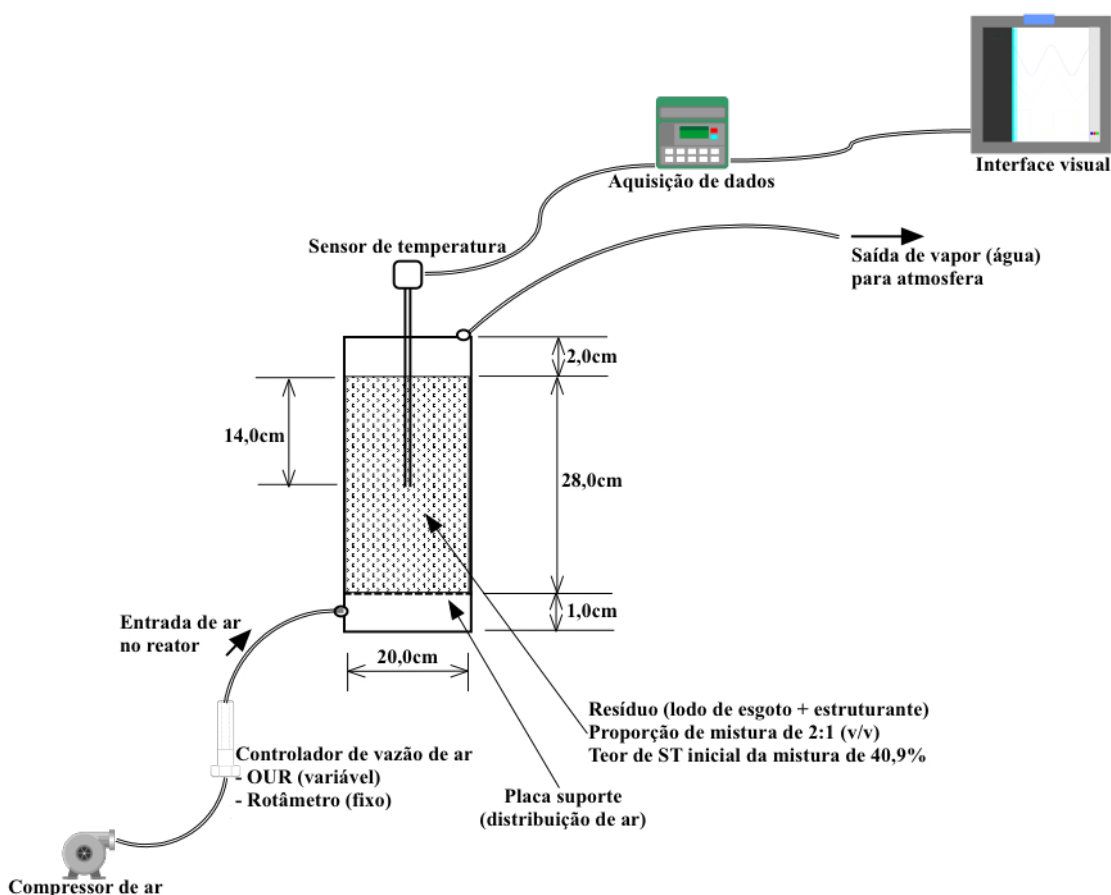 Interface visual
Aquisição de dados
Sensor de temperatura
Saída de vapor (água)
para atmosfera
2,0cm
14,0cm
28,0cm
1,0cm
Entrada de ar
no reator
20,0cm
Resíduo (lodo de esgoto + estruturante)
Proporção de mistura de 2:1 (v/v)
Teor de ST inicial da mistura de 40,9%
Controlador de vazão de ar
- OUR (variável)
- Rotâmetro (fixo)
Placa suporte
(distribuição de ar)
Compressor de ar